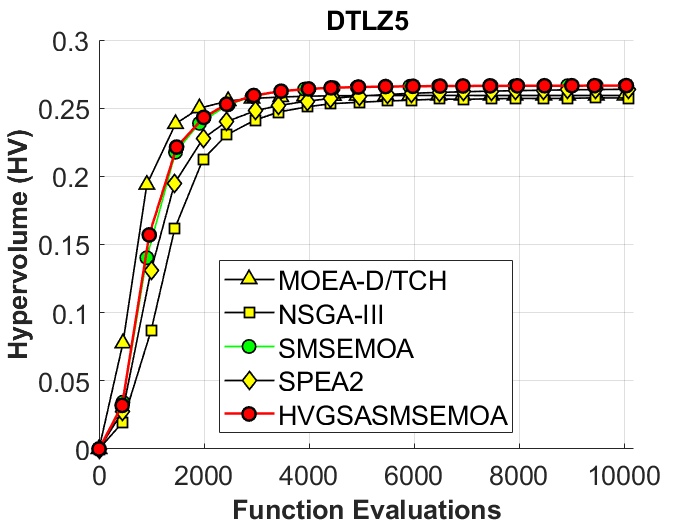 DTLZ5
0.3
0.25
0.2
0.15
0.1
0.05
0
Hypervolume (HV)
MOEA-D/TCH
NSGA-III
SMSEMOA
SPEA2
HVGSASMSEMOA
0 2000 4000 6000 8000 10000
Function Evaluations